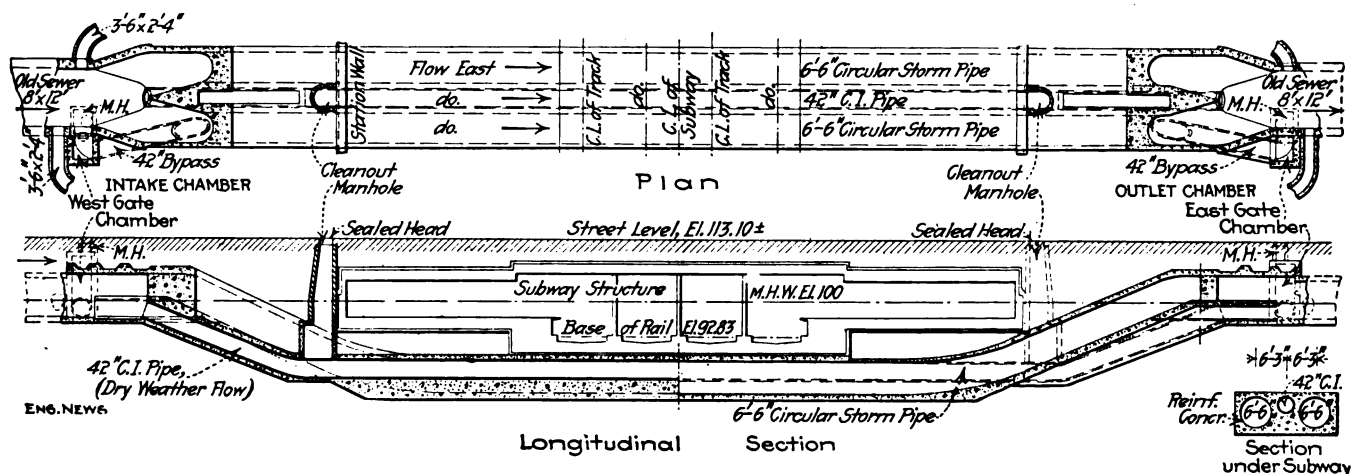 3'-6"x2'-4"
Old Sewer
8'x12'
M.H.
3'-6"x2'-4"
42" Bypass
INTAKE CHAMBER
West Gate
Chamber
Cleanout
Manhole
Station Wall
Flow East
do.
do.
C.L. of Track
do.
C.L. of
Subway
C.L. of Track
do.
6'-6" Circular Storm Pipe
42" C.I. Pipe
6'-6" Circular Storm Pipe
Plan
Cleanout
Manhole
Old Sewer
8'x12'
M.H.
42" Bypass
OUTLET CHAMBER
East Gate
Chamber
M.H.
Sealed Head
Street Level, El. 113.10±
Sealed Head
M.H.
Subway Structure
M.H.W. El. 100
Base of Rail El. 92.83
42" C.I. Pipe,
(Dry Weather Flow)
6'-6" Circular Storm Pipe
ENG. NEWS
Longitudinal Section
6'-3" 6'-3"
42" C.I.
Reinf.
Concr.
6'-6" 6'-6"
Section
under Subway